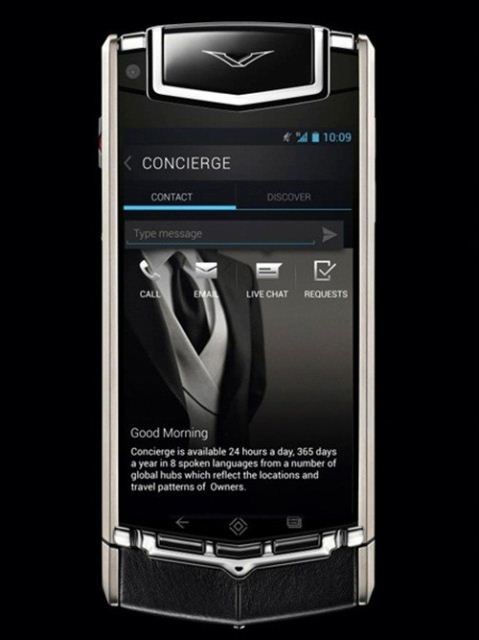 10:09
CONCIERGE
CONTACT DISCOVER
Type message
CALL EMAIL LIVE CHAT REQUESTS
Good Morning
Concierge is available 24 hours a day, 365 days
a year in 8 spoken languages from a number of
global hubs which reflect the locations and
travel patterns of Owners.